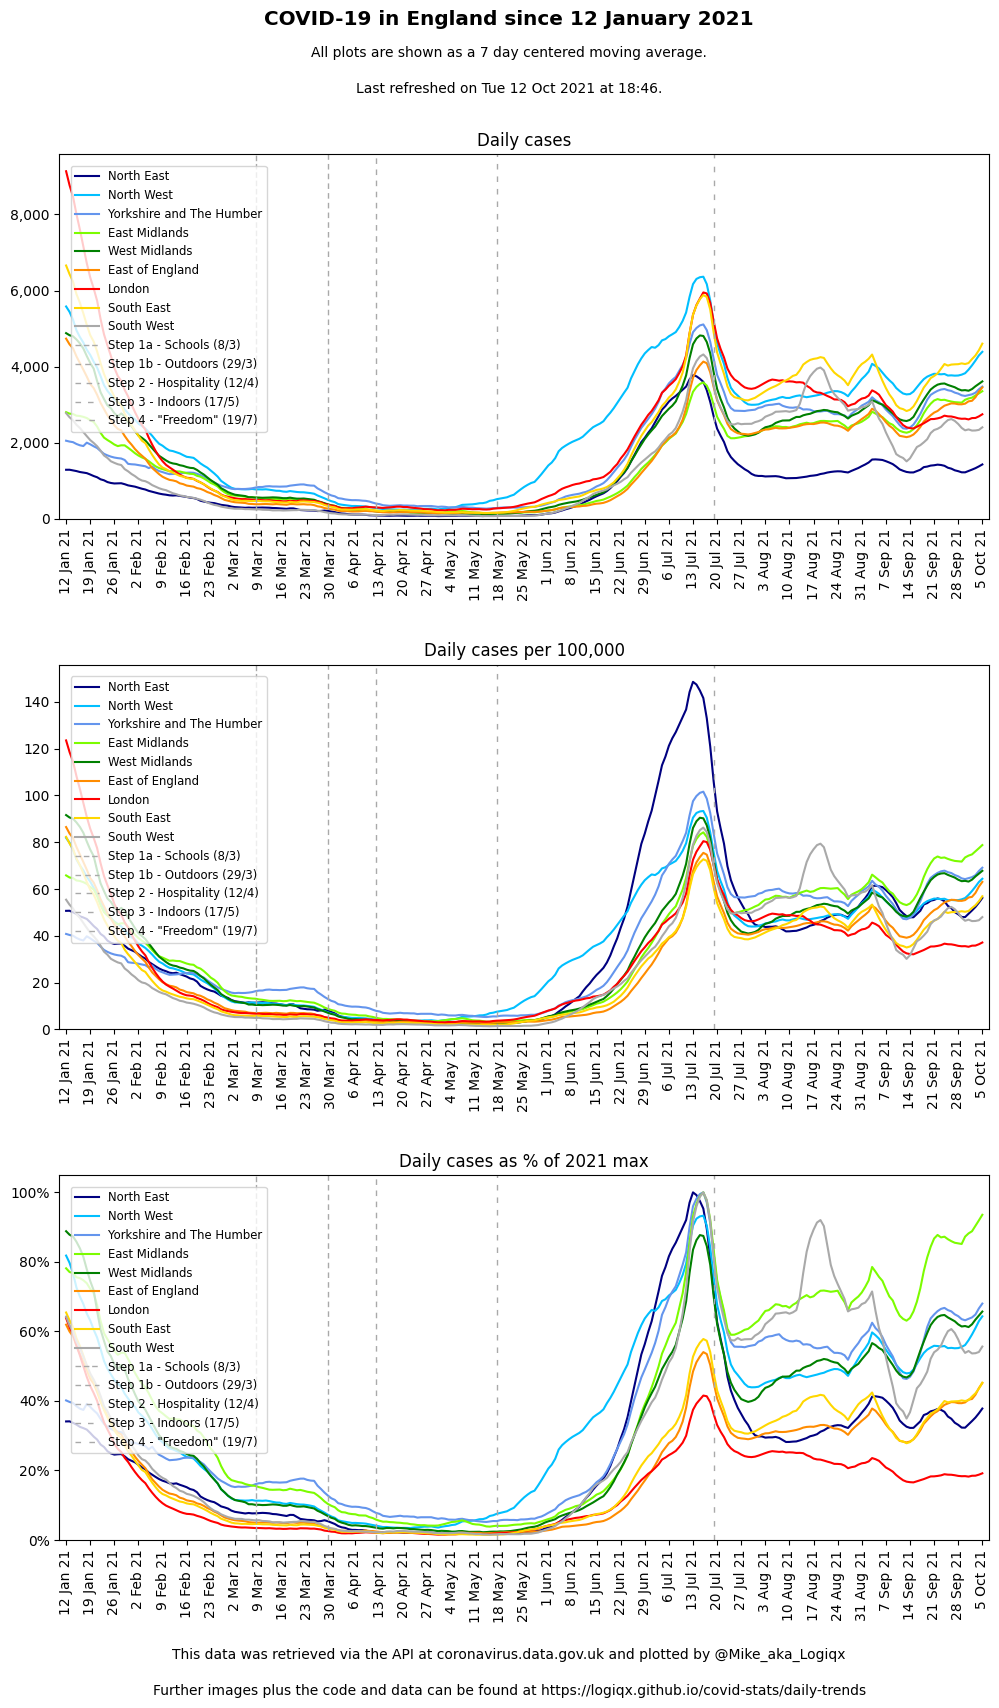 COVID-19 in England since 12 January 2021
All plots are shown as a 7 day centered moving average.
Last refreshed on Tue 12 Oct 2021 at 18:46.
Daily cases
8,000
6,000
4,000
2,000
0
North East
North West
Yorkshire and The Humber
East Midlands
West Midlands
East of England
London
South East
South West
Step 1a - Schools (8/3)
Step 1b - Outdoors (29/3)
Step 2 - Hospitality (12/4)
Step 3 - Indoors (17/5)
Step 4 - "Freedom" (19/7)
12 Jan 21
19 Jan 21
26 Jan 21
2 Feb 21
9 Feb 21
16 Feb 21
23 Feb 21
2 Mar 21
9 Mar 21
16 Mar 21
23 Mar 21
30 Mar 21
6 Apr 21
13 Apr 21
20 Apr 21
27 Apr 21
4 May 21
11 May 21
18 May 21
25 May 21
1 Jun 21
8 Jun 21
15 Jun 21
22 Jun 21
29 Jun 21
6 Jul 21
13 Jul 21
20 Jul 21
27 Jul 21
3 Aug 21
10 Aug 21
17 Aug 21
24 Aug 21
31 Aug 21
7 Sep 21
14 Sep 21
21 Sep 21
28 Sep 21
5 Oct 21
Daily cases per 100,000
140
120
100
80
60
40
20
0
North East
North West
Yorkshire and The Humber
East Midlands
West Midlands
East of England
London
South East
South West
Step 1a - Schools (8/3)
Step 1b - Outdoors (29/3)
Step 2 - Hospitality (12/4)
Step 3 - Indoors (17/5)
Step 4 - "Freedom" (19/7)
12 Jan 21
19 Jan 21
26 Jan 21
2 Feb 21
9 Feb 21
16 Feb 21
23 Feb 21
2 Mar 21
9 Mar 21
16 Mar 21
23 Mar 21
30 Mar 21
6 Apr 21
13 Apr 21
20 Apr 21
27 Apr 21
4 May 21
11 May 21
18 May 21
25 May 21
1 Jun 21
8 Jun 21
15 Jun 21
22 Jun 21
29 Jun 21
6 Jul 21
13 Jul 21
20 Jul 21
27 Jul 21
3 Aug 21
10 Aug 21
17 Aug 21
24 Aug 21
31 Aug 21
7 Sep 21
14 Sep 21
21 Sep 21
28 Sep 21
5 Oct 21
Daily cases as % of 2021 max
100%
80%
60%
40%
20%
0%
North East
North West
Yorkshire and The Humber
East Midlands
West Midlands
East of England
London
South East
South West
Step 1a - Schools (8/3)
Step 1b - Outdoors (29/3)
Step 2 - Hospitality (12/4)
Step 3 - Indoors (17/5)
Step 4 - "Freedom" (19/7)
12 Jan 21
19 Jan 21
26 Jan 21
2 Feb 21
9 Feb 21
16 Feb 21
23 Feb 21
2 Mar 21
9 Mar 21
16 Mar 21
23 Mar 21
30 Mar 21
6 Apr 21
13 Apr 21
20 Apr 21
27 Apr 21
4 May 21
11 May 21
18 May 21
25 May 21
1 Jun 21
8 Jun 21
15 Jun 21
22 Jun 21
29 Jun 21
6 Jul 21
13 Jul 21
20 Jul 21
27 Jul 21
3 Aug 21
10 Aug 21
17 Aug 21
24 Aug 21
31 Aug 21
7 Sep 21
14 Sep 21
21 Sep 21
28 Sep 21
5 Oct 21
This data was retrieved via the API at coronavirus.data.gov.uk and plotted by @Mike_aka_Logiqx
Further images plus the code and data can be found at https://logiqx.github.io/covid-stats/daily-trends